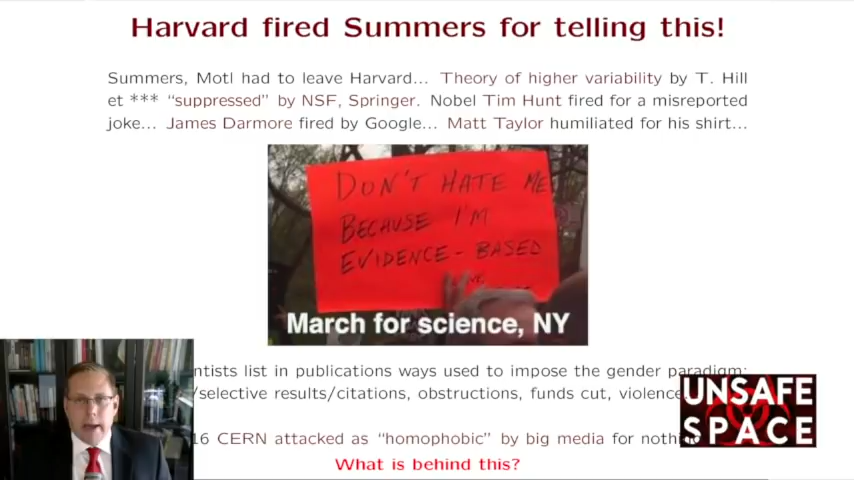 Harvard fired Summers for telling this!
Summers, Motl had to leave Harvard... Theory of higher variability by T. Hill
et *** “suppressed” by NSF, Springer. Nobel Tim Hunt fired for a misreported
joke... James Darmore fired by Google... Matt Taylor humiliated for his shirt...
DON'T HATE ME
BECAUSE I'M
EVIDENCE-BASED
March for science, NY
ntists list in publications ways used to impose the gender paradigm:
/selective results/citations, obstructions, funds cut, violence
UNSAFE
SPACE
16 CERN attacked as “homophobic” by big media for
What is behind this?